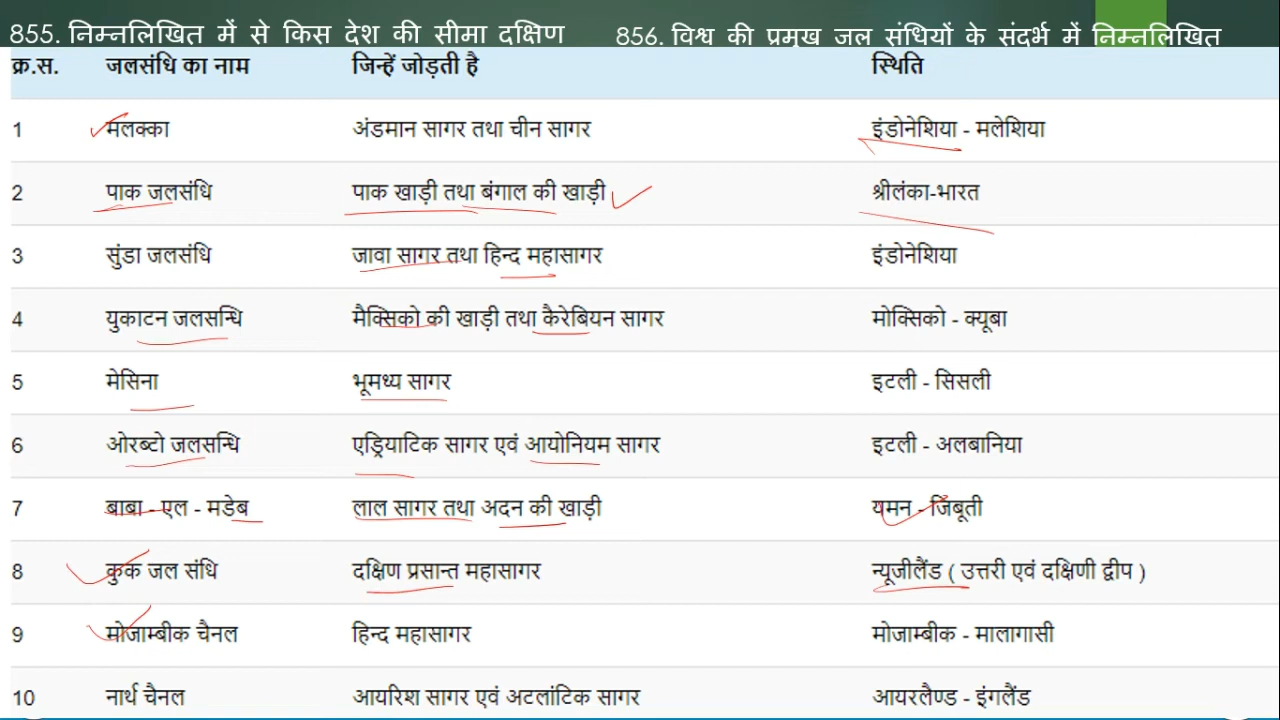 855. निम्नलिखित में से किस देश की सीमा दक्षिण
856. विश्व की प्रमुख जल संधियों के संदर्भ में निम्नलिखित
क्र.स. जलसंधि का नाम जिन्हें जोड़ती है स्थिति
1 मलक्का अंडमान सागर तथा चीन सागर इंडोनेशिया - मलेशिया
2 पाक जलसंधि पाक खाड़ी तथा बंगाल की खाड़ी श्रीलंका-भारत
3 सुंडा जलसंधि जावा सागर तथा हिन्द महासागर इंडोनेशिया
4 युकाटन जलसन्धि मैक्सिको की खाड़ी तथा कैरेबियन सागर मोक्सिको - क्यूबा
5 मेसिना भूमध्य सागर इटली - सिसली
6 ओरब्टो जलसन्धि एड्रियाटिक सागर एवं आयोनियम सागर इटली - अलबानिया
7 बाबा - एल - मडेब लाल सागर तथा अदन की खाड़ी यमन - जिबूती
8 कुक जल संधि दक्षिण प्रसान्त महासागर न्यूजीलैंड ( उत्तरी एवं दक्षिणी द्वीप )
9 मोजाम्बीक चैनल हिन्द महासागर मोजाम्बीक - मालागासी
10 नार्थ चैनल आयरिश सागर एवं अटलांटिक सागर आयरलैण्ड - इंगलैंड